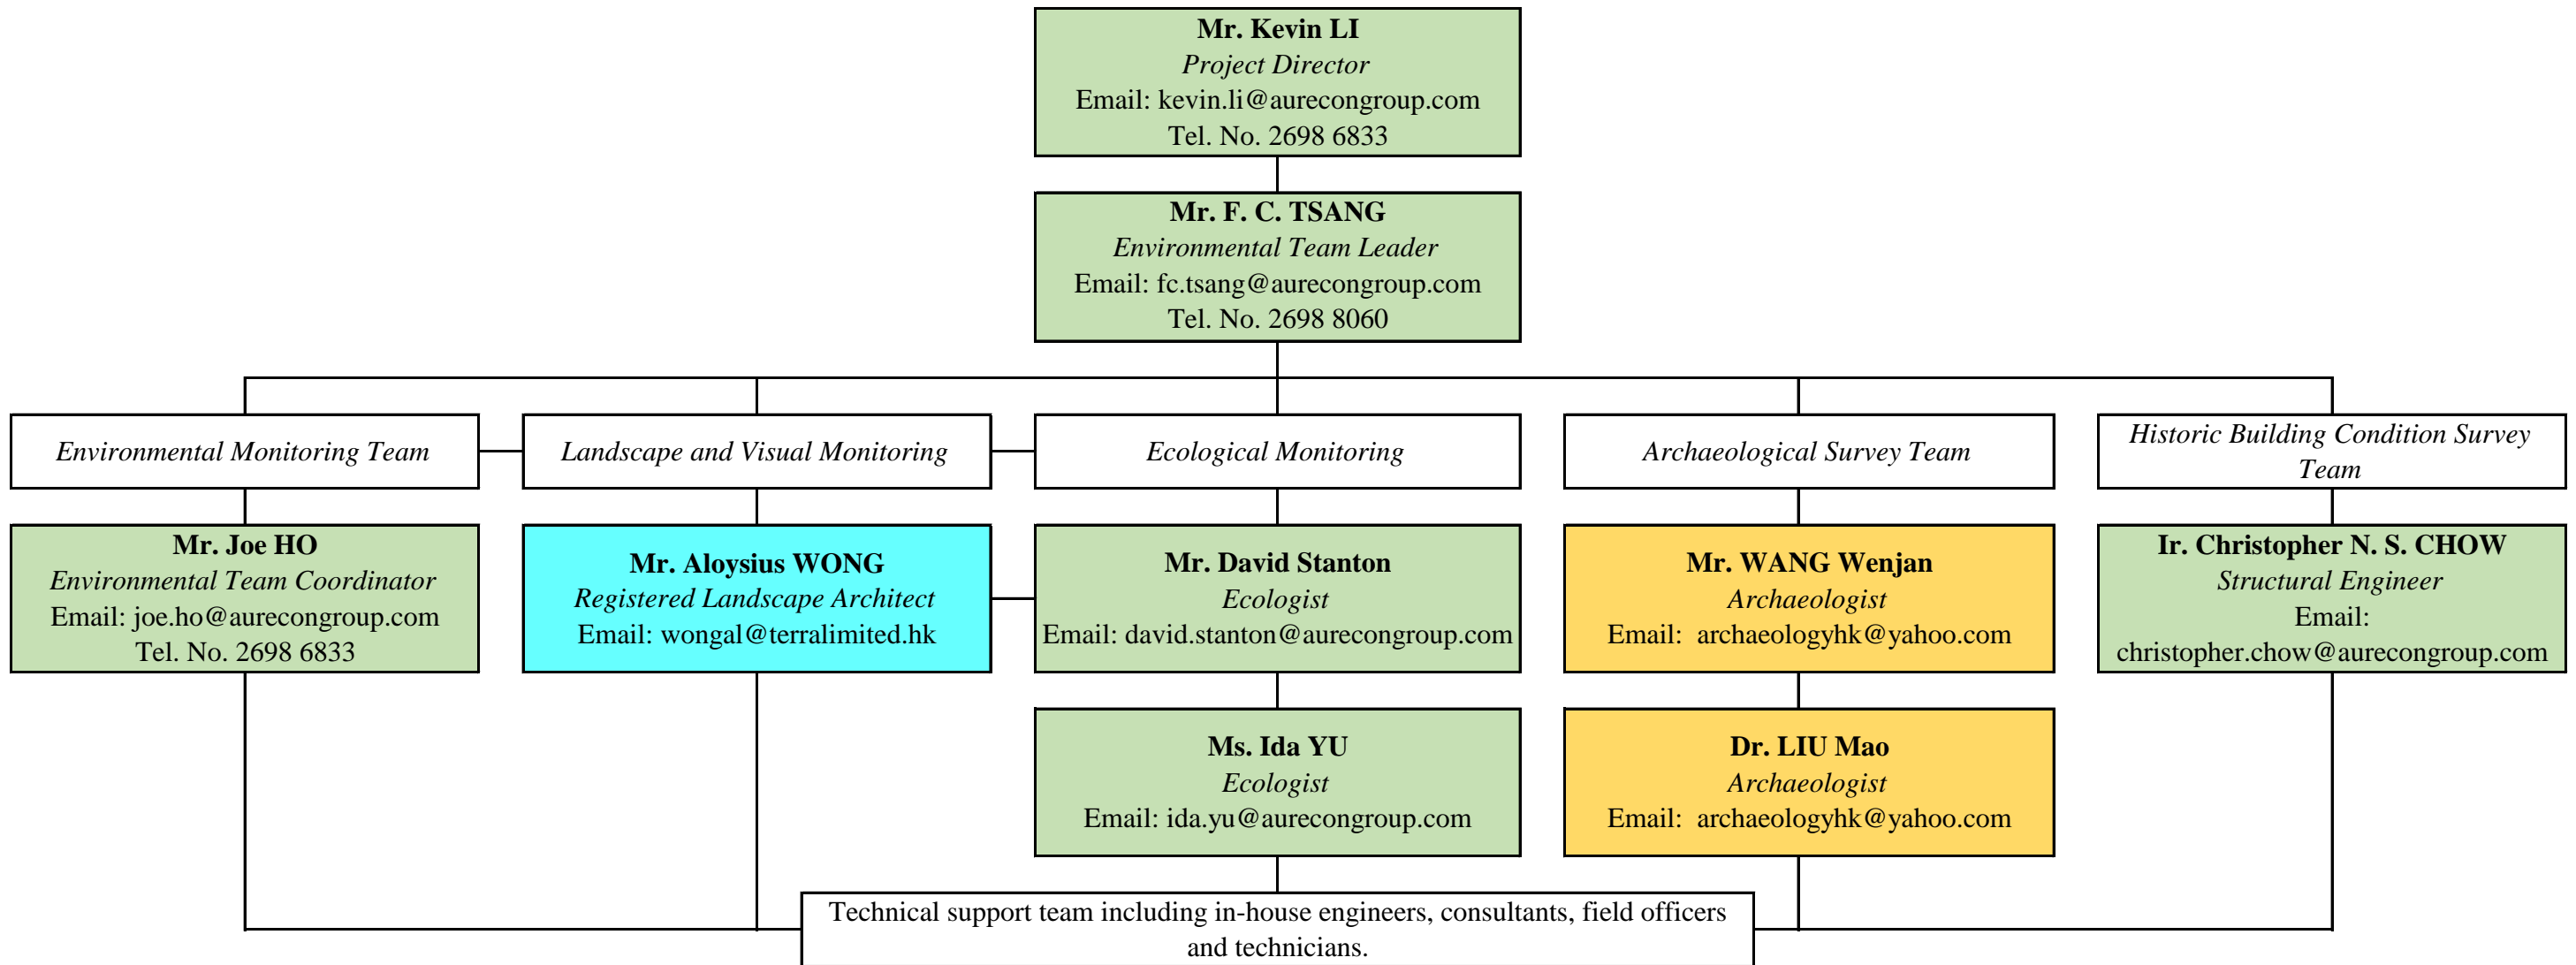 Mr. Kevin LI
Project Director
Email: kevin.li@aurecongroup.com
Tel. No. 2698 6833
Mr. F. C. TSANG
Environmental Team Leader
Email: fc.tsang@aurecongroup.com
Tel. No. 2698 8060
Environmental Monitoring Team
Landscape and Visual Monitoring
Ecological Monitoring
Archaeological Survey Team
Historic Building Condition Survey
Team
Mr. Joe HO
Environmental Team Coordinator
Email: joe.ho@aurecongroup.com
Tel. No. 2698 6833
Mr. Aloysius WONG
Registered Landscape Architect
Email: wongal@terralimited.hk
Mr. David Stanton
Ecologist
Email: david.stanton@aurecongroup.com
Mr. WANG Wenjan
Archaeologist
Email: archaeologyhk@yahoo.com
Ir. Christopher N. S. CHOW
Structural Engineer
Email:
christopher.chow@aurecongroup.com
Ms. Ida YU
Ecologist
Email: ida.yu@aurecongroup.com
Dr. LIU Mao
Archaeologist
Email: archaeologyhk@yahoo.com
Technical support team including in-house engineers, consultants, field officers
and technicians.